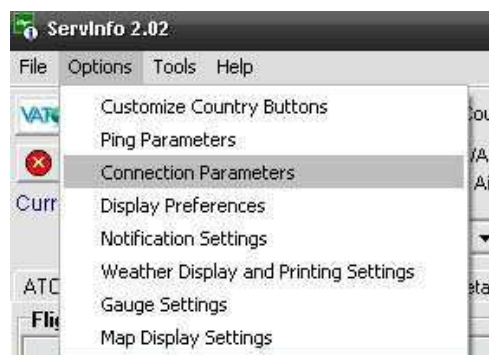 ServInfo 2.02
File Options Tools Help
Customize Country Buttons
Ping Parameters
Connection Parameters
Curr
Display Preferences
Notification Settings
Weather Display and Printing Settings
ATC
Gauge Settings
Flig
Map Display Settings